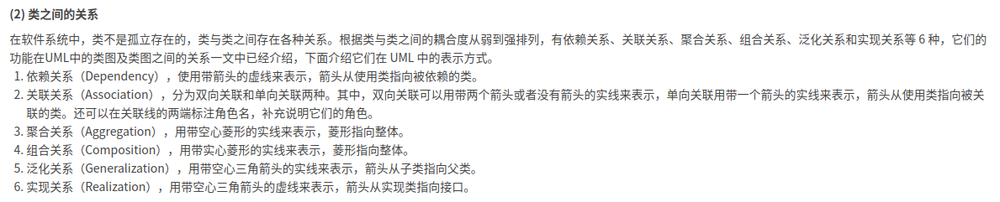 (2) 类之间的关系
在软件系统中，类不是孤立存在的，类与类之间存在各种关系。根据类与类之间的耦合度从弱到强排列，有依赖关系、关联关系、聚合关系、组合关系、泛化关系和实现关系等 6 种，它们的
功能在UML中的类图及类图之间的关系一文中已经介绍，下面介绍它们在 UML 中的表示方式。
1. 依赖关系（Dependency），使用带箭头的虚线来表示，箭头从使用类指向被依赖的类。
2. 关联关系（Association），分为双向关联和单向关联两种。其中，双向关联可以用带两个箭头或者没有箭头的实线来表示，单向关联用带一个箭头的实线来表示，箭头从使用类指向被关
联的类。还可以在关联线的两端标注角色名，补充说明它们的角色。
3. 聚合关系（Aggregation），用带空心菱形的实线来表示，菱形指向整体。
4. 组合关系（Composition），用带实心菱形的实线来表示，菱形指向整体。
5. 泛化关系（Generalization），用带空心三角箭头的实线来表示，箭头从子类指向父类。
6. 实现关系（Realization），用带空心三角箭头的虚线来表示，箭头从实现类指向接口。